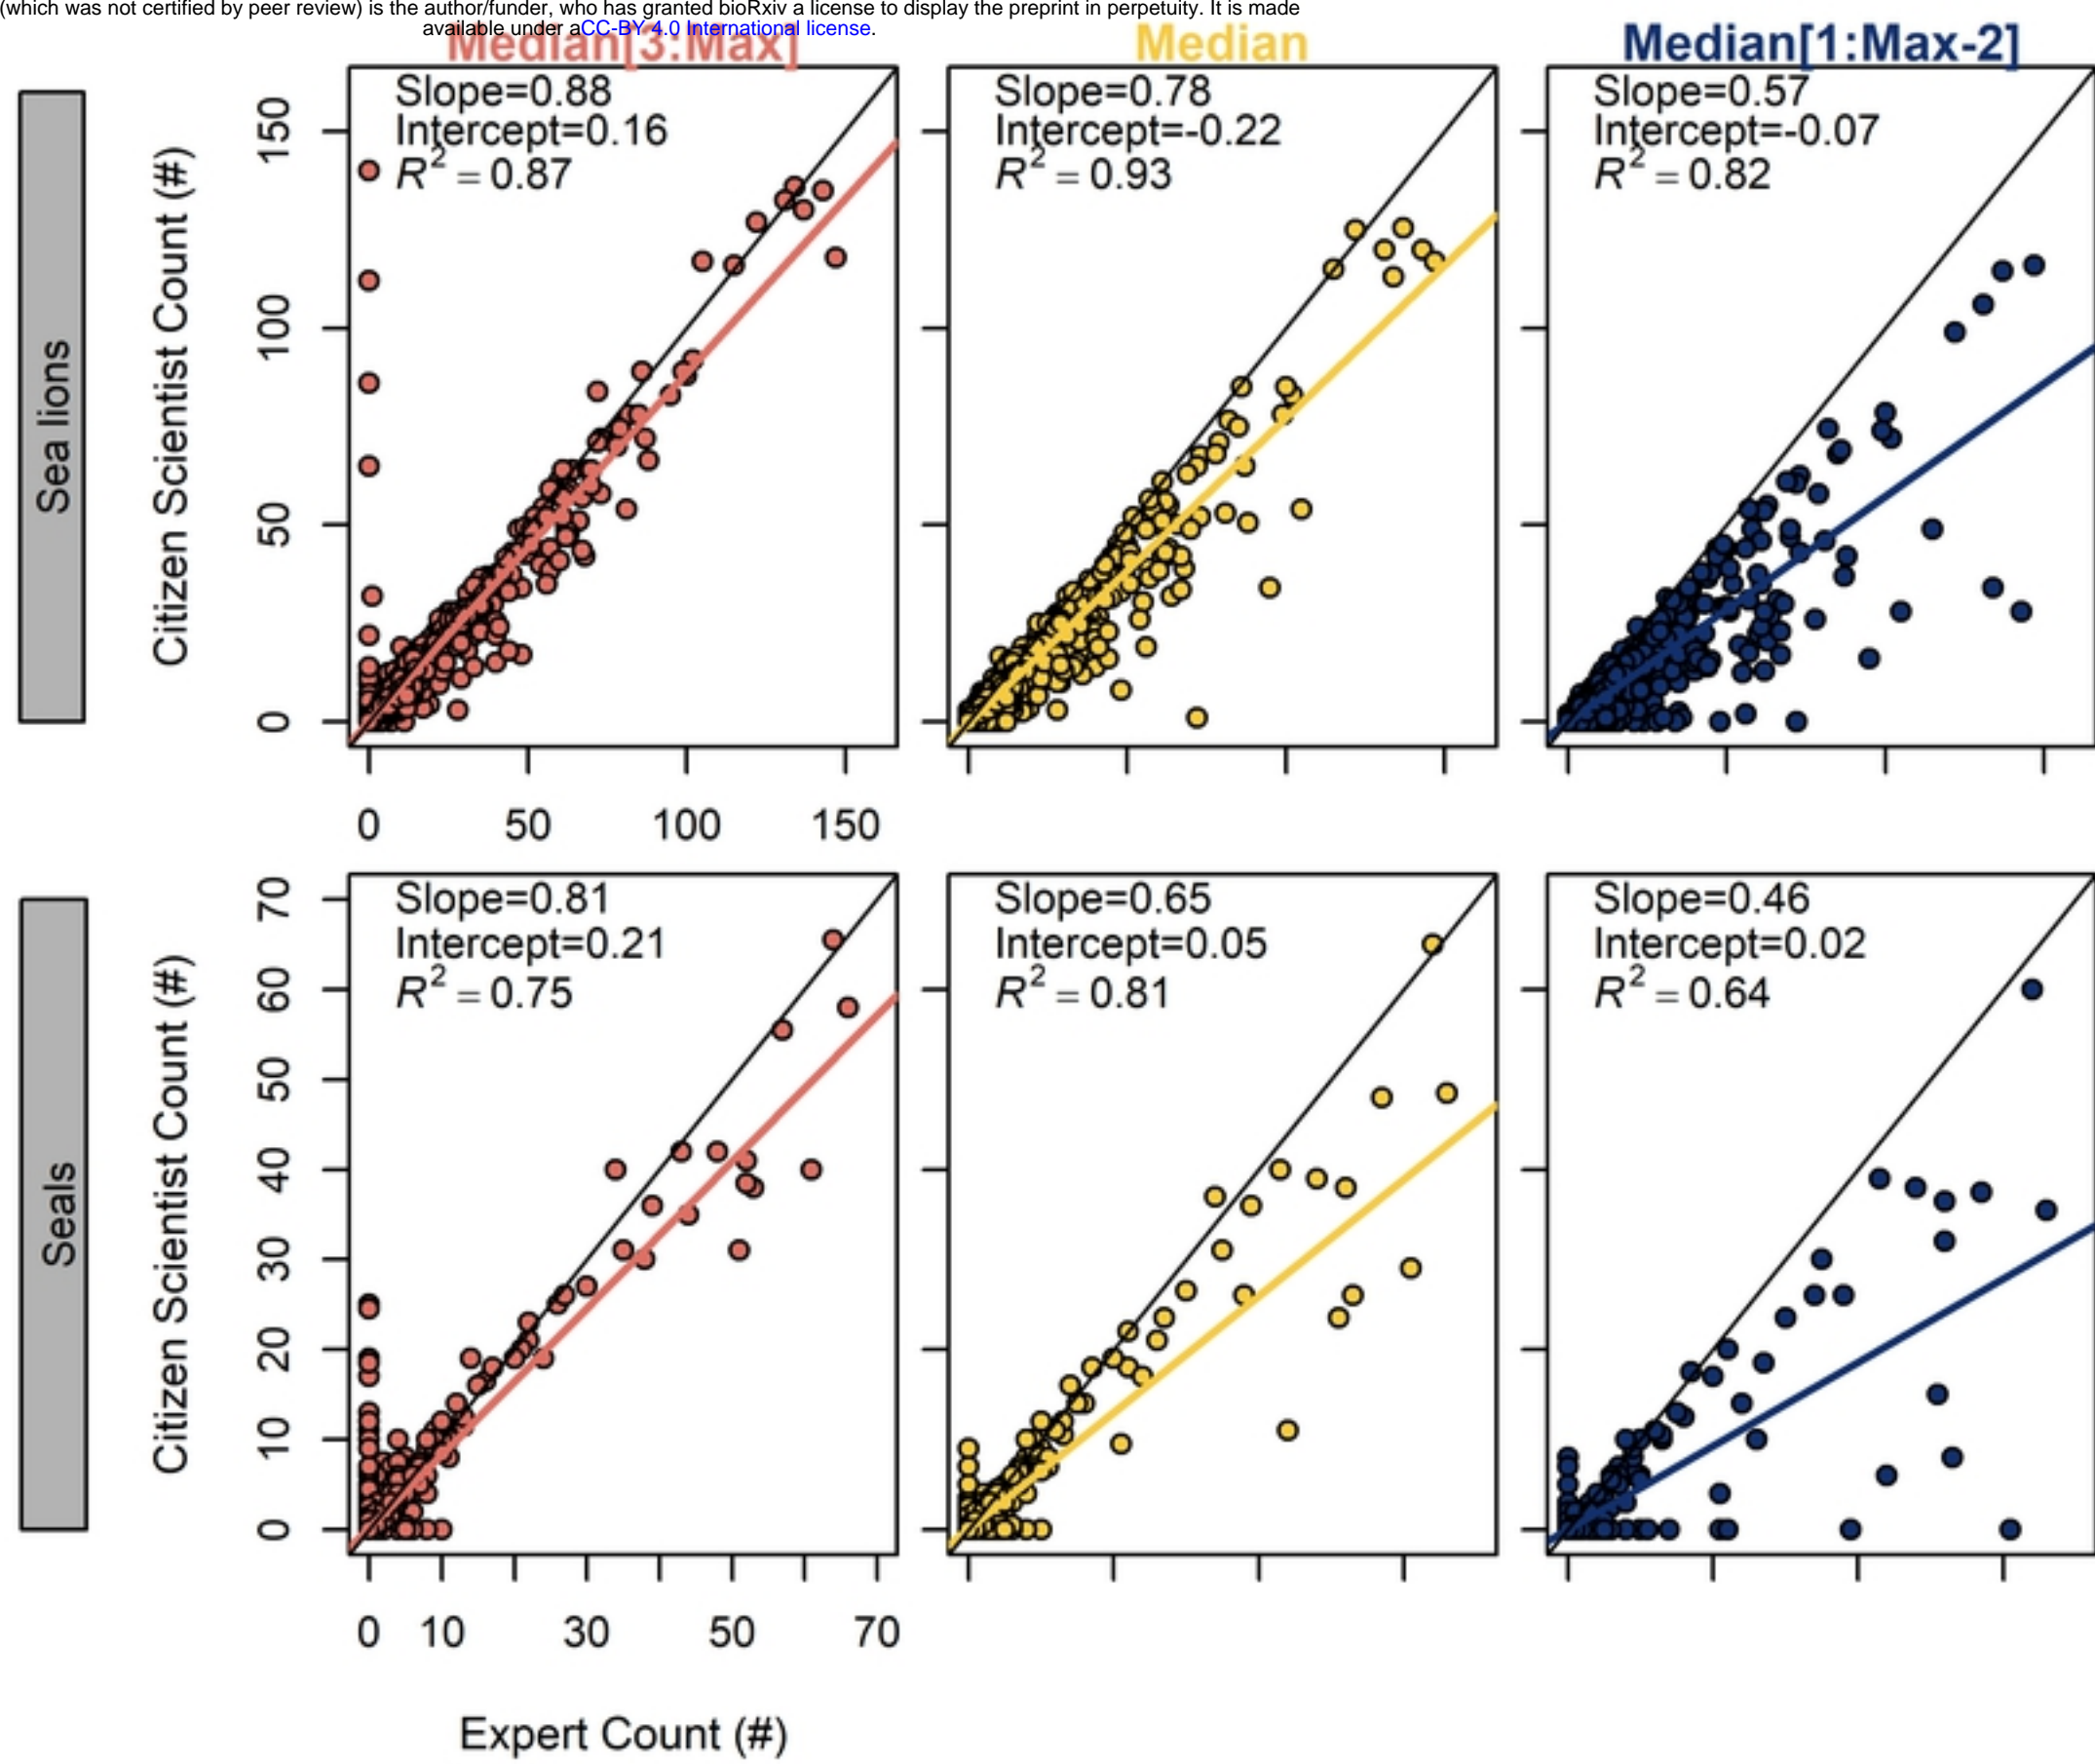 (which was not certified by peer review) is the author/funder, who has granted bioRxiv a license to display the preprint in perpetuity. It is made
available under aCC-BY 4.0 International license.
Median[3:Max]
Median
Median[1:Max-2]
Sea lions
Citizen Scientist Count (#)
150
100
50
0
Slope=0.88
Intercept=0.16
R² = 0.87
Slope=0.78
Intercept=-0.22
R² = 0.93
Slope=0.57
Intercept=-0.07
R² = 0.82
0 50 100 150
Seals
Citizen Scientist Count (#)
70
60
50
40
30
20
10
0
Slope=0.81
Intercept=0.21
R² = 0.75
Slope=0.65
Intercept=0.05
R² = 0.81
Slope=0.46
Intercept=0.02
R² = 0.64
0 10 30 50 70
Expert Count (#)